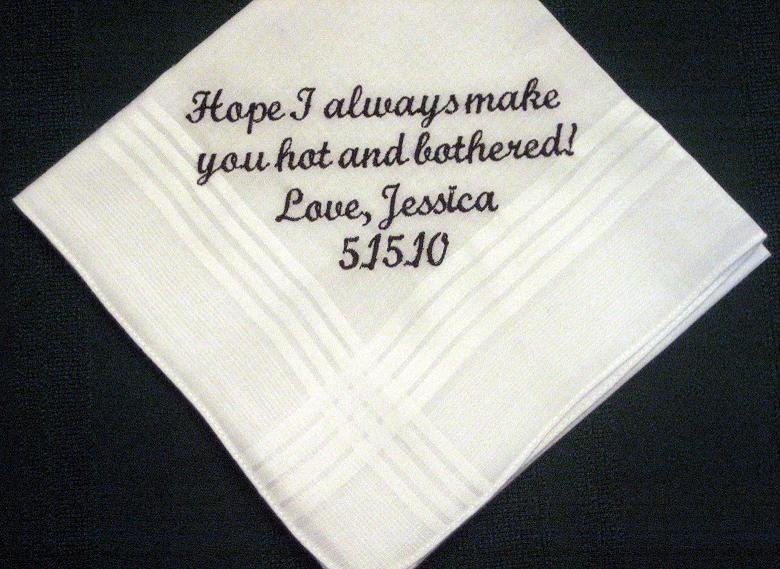 Hope I always make
you hot and bothered!
Love, Jessica
5.15.10